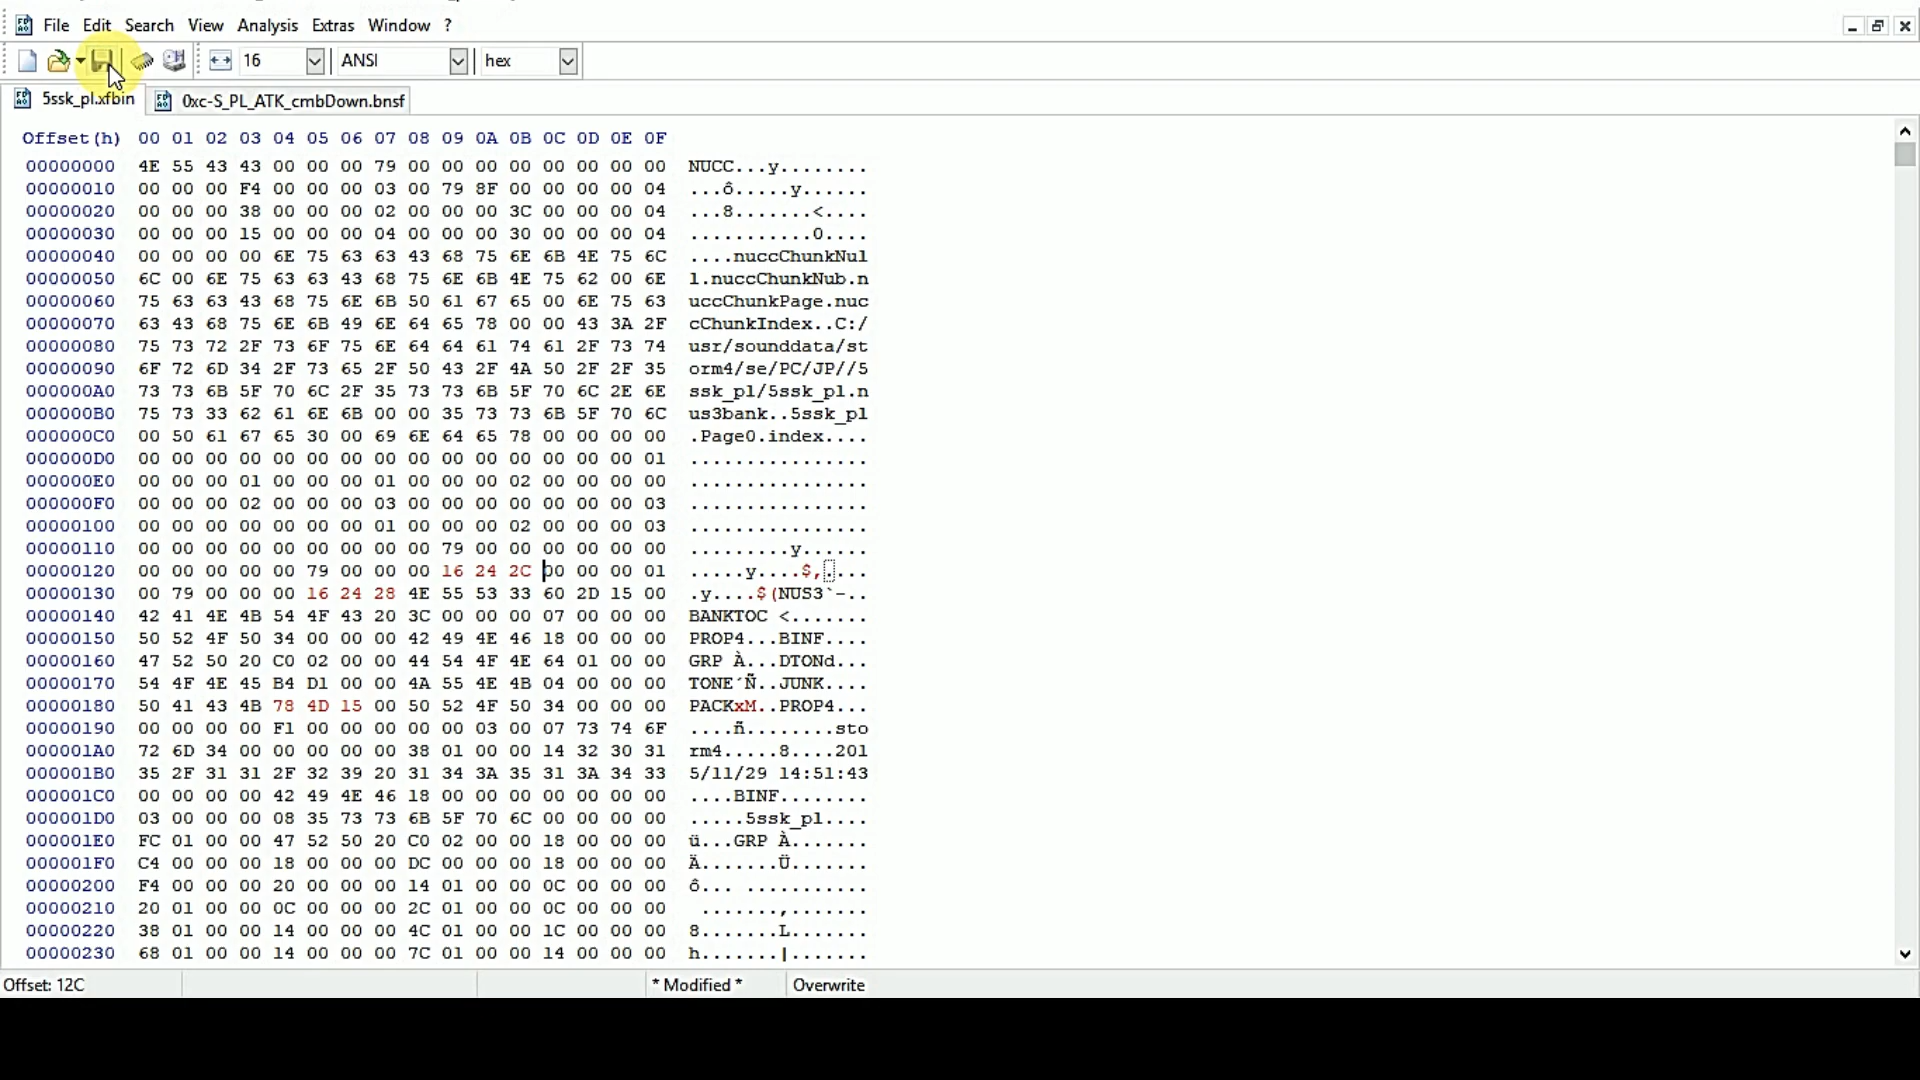 File Edit Search View Analysis Extras Window ?
16 ANSI hex
5ssk_pl.xfbin 0xc-S_PL_ATK_cmbDown.bnsf
Offset(h) 00 01 02 03 04 05 06 07 08 09 0A 0B 0C 0D 0E 0F
00000000 4E 55 43 43 00 00 00 79 00 00 00 00 00 00 00 00 NUCC...y........
00000010 00 00 00 F4 00 00 00 03 00 79 8F 00 00 00 00 04 ...ô.....y......
00000020 00 00 00 38 00 00 00 02 00 00 00 3C 00 00 00 04 ...8.......<....
00000030 00 00 00 15 00 00 00 04 00 00 00 30 00 00 00 04 ...........0....
00000040 00 00 00 00 6E 75 63 63 43 68 75 6E 6B 4E 75 6C ....nuccChunkNul
00000050 6C 00 6E 75 63 63 43 68 75 6E 6B 4E 75 62 00 6E l.nuccChunkNub.n
00000060 75 63 63 43 68 75 6E 6B 50 61 67 65 00 6E 75 63 uccChunkPage.nuc
00000070 63 43 68 75 6E 6B 49 6E 64 65 78 00 00 43 3A 2F cChunkIndex..C:/
00000080 75 73 72 2F 73 6F 75 6E 64 64 61 74 61 2F 73 74 usr/sounddata/st
00000090 6F 72 6D 34 2F 73 65 2F 50 43 2F 4A 50 2F 2F 35 orm4/se/PC/JP//5
000000A0 73 73 6B 5F 70 6C 2F 35 73 73 6B 5F 70 6C 2E 6E ssk_pl/5ssk_pl.n
000000B0 75 73 33 62 61 6E 6B 00 00 35 73 73 6B 5F 70 6C us3bank..5ssk_pl
000000C0 00 50 61 67 65 30 00 69 6E 64 65 78 00 00 00 00 .Page0.index....
000000D0 00 00 00 00 00 00 00 00 00 00 00 00 00 00 00 01 ................
000000E0 00 00 00 01 00 00 00 01 00 00 00 02 00 00 00 00 ................
000000F0 00 00 00 02 00 00 00 03 00 00 00 00 00 00 00 03 ................
00000100 00 00 00 00 00 00 00 01 00 00 00 02 00 00 00 03 ................
00000110 00 00 00 00 00 00 00 00 00 79 00 00 00 00 00 00 .........y......
00000120 00 00 00 00 00 79 00 00 00 16 24 2C 00 00 00 01 .....y....$,....
00000130 00 79 00 00 00 16 24 28 4E 55 53 33 60 2D 15 00 .y....$(NUS3`-..
00000140 42 41 4E 4B 54 4F 43 20 3C 00 00 00 07 00 00 00 BANKTOC <.......
00000150 50 52 4F 50 34 00 00 00 42 49 4E 46 18 00 00 00 PROP4...BINF....
00000160 47 52 50 20 C0 02 00 00 44 54 4F 4E 64 01 00 00 GRP À...DTONd...
00000170 54 4F 4E 45 B4 D1 00 00 4A 55 4E 4B 04 00 00 00 TONE´Ñ..JUNK....
00000180 50 41 43 4B 78 4D 15 00 50 52 4F 50 34 00 00 00 PACKxM..PROP4...
00000190 00 00 00 00 F1 00 00 00 00 00 03 00 07 73 74 6F ....ñ........sto
000001A0 72 6D 34 00 00 00 00 00 38 01 00 00 14 32 30 31 rm4.....8....201
000001B0 35 2F 31 31 2F 32 39 20 31 34 3A 35 31 3A 34 33 5/11/29 14:51:43
000001C0 00 00 00 00 42 49 4E 46 18 00 00 00 00 00 00 00 ....BINF........
000001D0 03 00 00 00 08 35 73 73 6B 5F 70 6C 00 00 00 00 .....5ssk_pl....
000001E0 FC 01 00 00 47 52 50 20 C0 02 00 00 18 00 00 00 ü...GRP À.......
000001F0 C4 00 00 00 18 00 00 00 DC 00 00 00 18 00 00 00 Ä.......Ü.......
00000200 F4 00 00 00 20 00 00 00 14 01 00 00 0C 00 00 00 ô... ...........
00000210 20 01 00 00 0C 00 00 00 2C 01 00 00 0C 00 00 00  .......,.......
00000220 38 01 00 00 14 00 00 00 4C 01 00 00 1C 00 00 00 8.......L.......
00000230 68 01 00 00 14 00 00 00 7C 01 00 00 14 00 00 00 h.......|.......
Offset: 12C * Modified * Overwrite